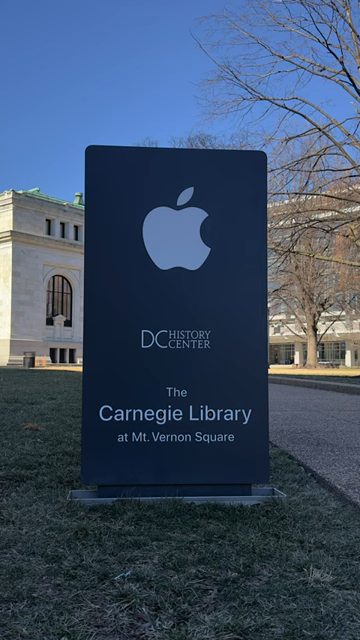 DC HISTORY
CENTER
The
Carnegie Library
at Mt. Vernon Square